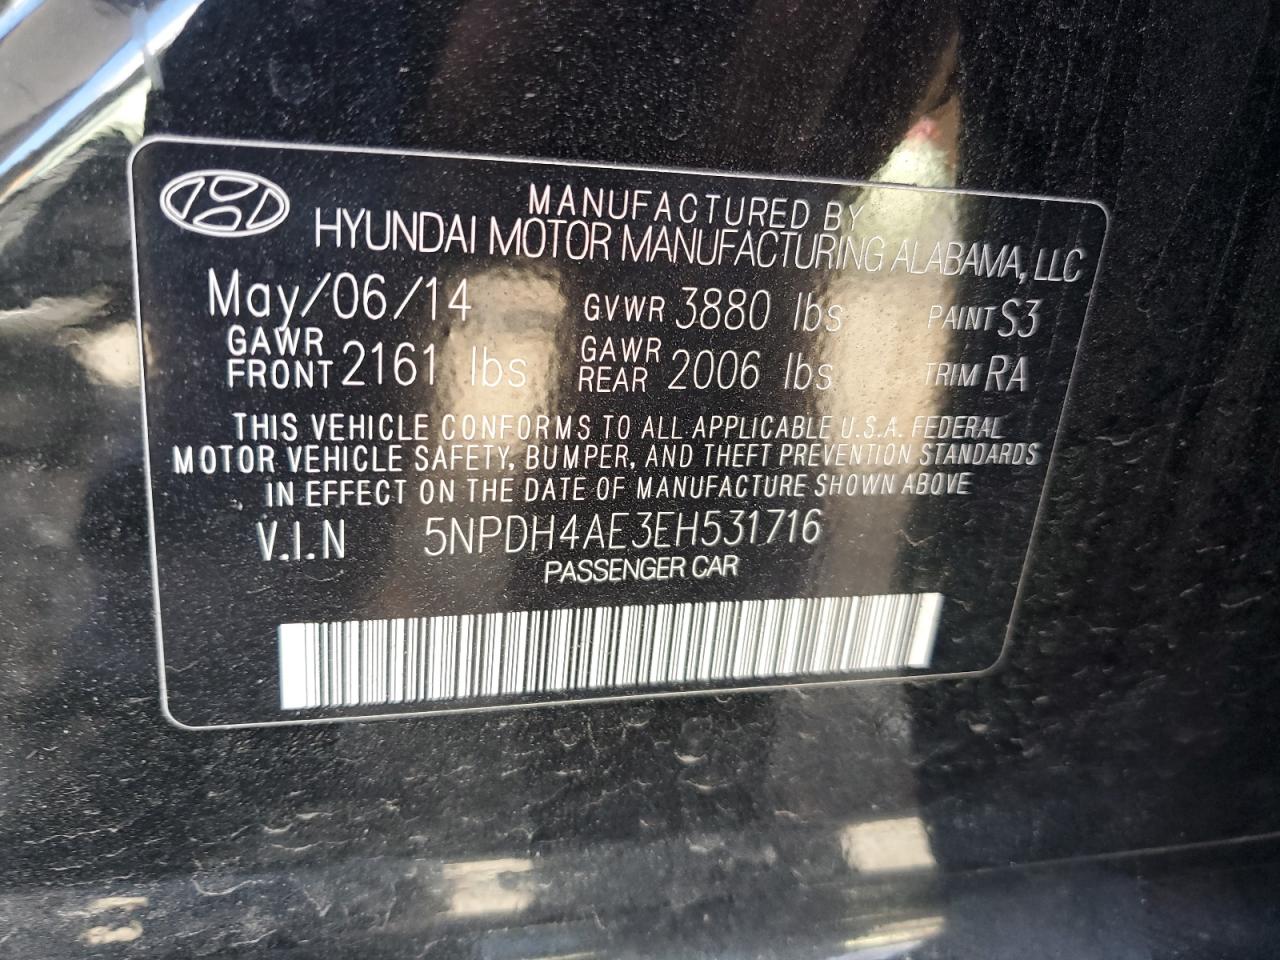 MANUFACTURED BY
HYUNDAI MOTOR MANUFACTURING ALABAMA, LLC
May/06/14 GVWR 3880 lbs PAINT S3
GAWR FRONT 2161 lbs GAWR REAR 2006 lbs TRIM RA
THIS VEHICLE CONFORMS TO ALL APPLICABLE U.S.A. FEDERAL
MOTOR VEHICLE SAFETY, BUMPER, AND THEFT PREVENTION STANDARDS
IN EFFECT ON THE DATE OF MANUFACTURE SHOWN ABOVE
V.I.N 5NPDH4AE3EH531716
PASSENGER CAR